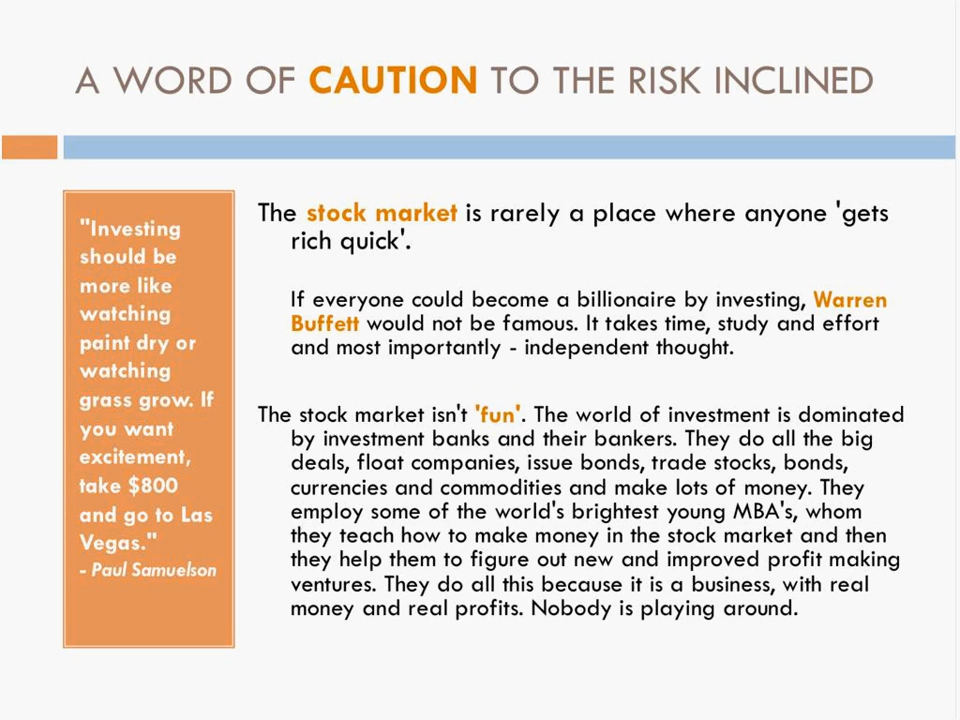 A WORD OF CAUTION TO THE RISK INCLINED
"Investing
should be
more like
watching
paint dry or
watching
grass grow. If
you want
excitement,
take $800
and go to Las
Vegas."
- Paul Samuelson
The stock market is rarely a place where anyone 'gets
rich quick'.
If everyone could become a billionaire by investing, Warren
Buffett would not be famous. It takes time, study and effort
and most importantly - independent thought.
The stock market isn't 'fun'. The world of investment is dominated
by investment banks and their bankers. They do all the big
deals, float companies, issue bonds, trade stocks, bonds,
currencies and commodities and make lots of money. They
employ some of the world's brightest young MBA's, whom
they teach how to make money in the stock market and then
they help them to figure out new and improved profit making
ventures. They do all this because it is a business, with real
money and real profits. Nobody is playing around.